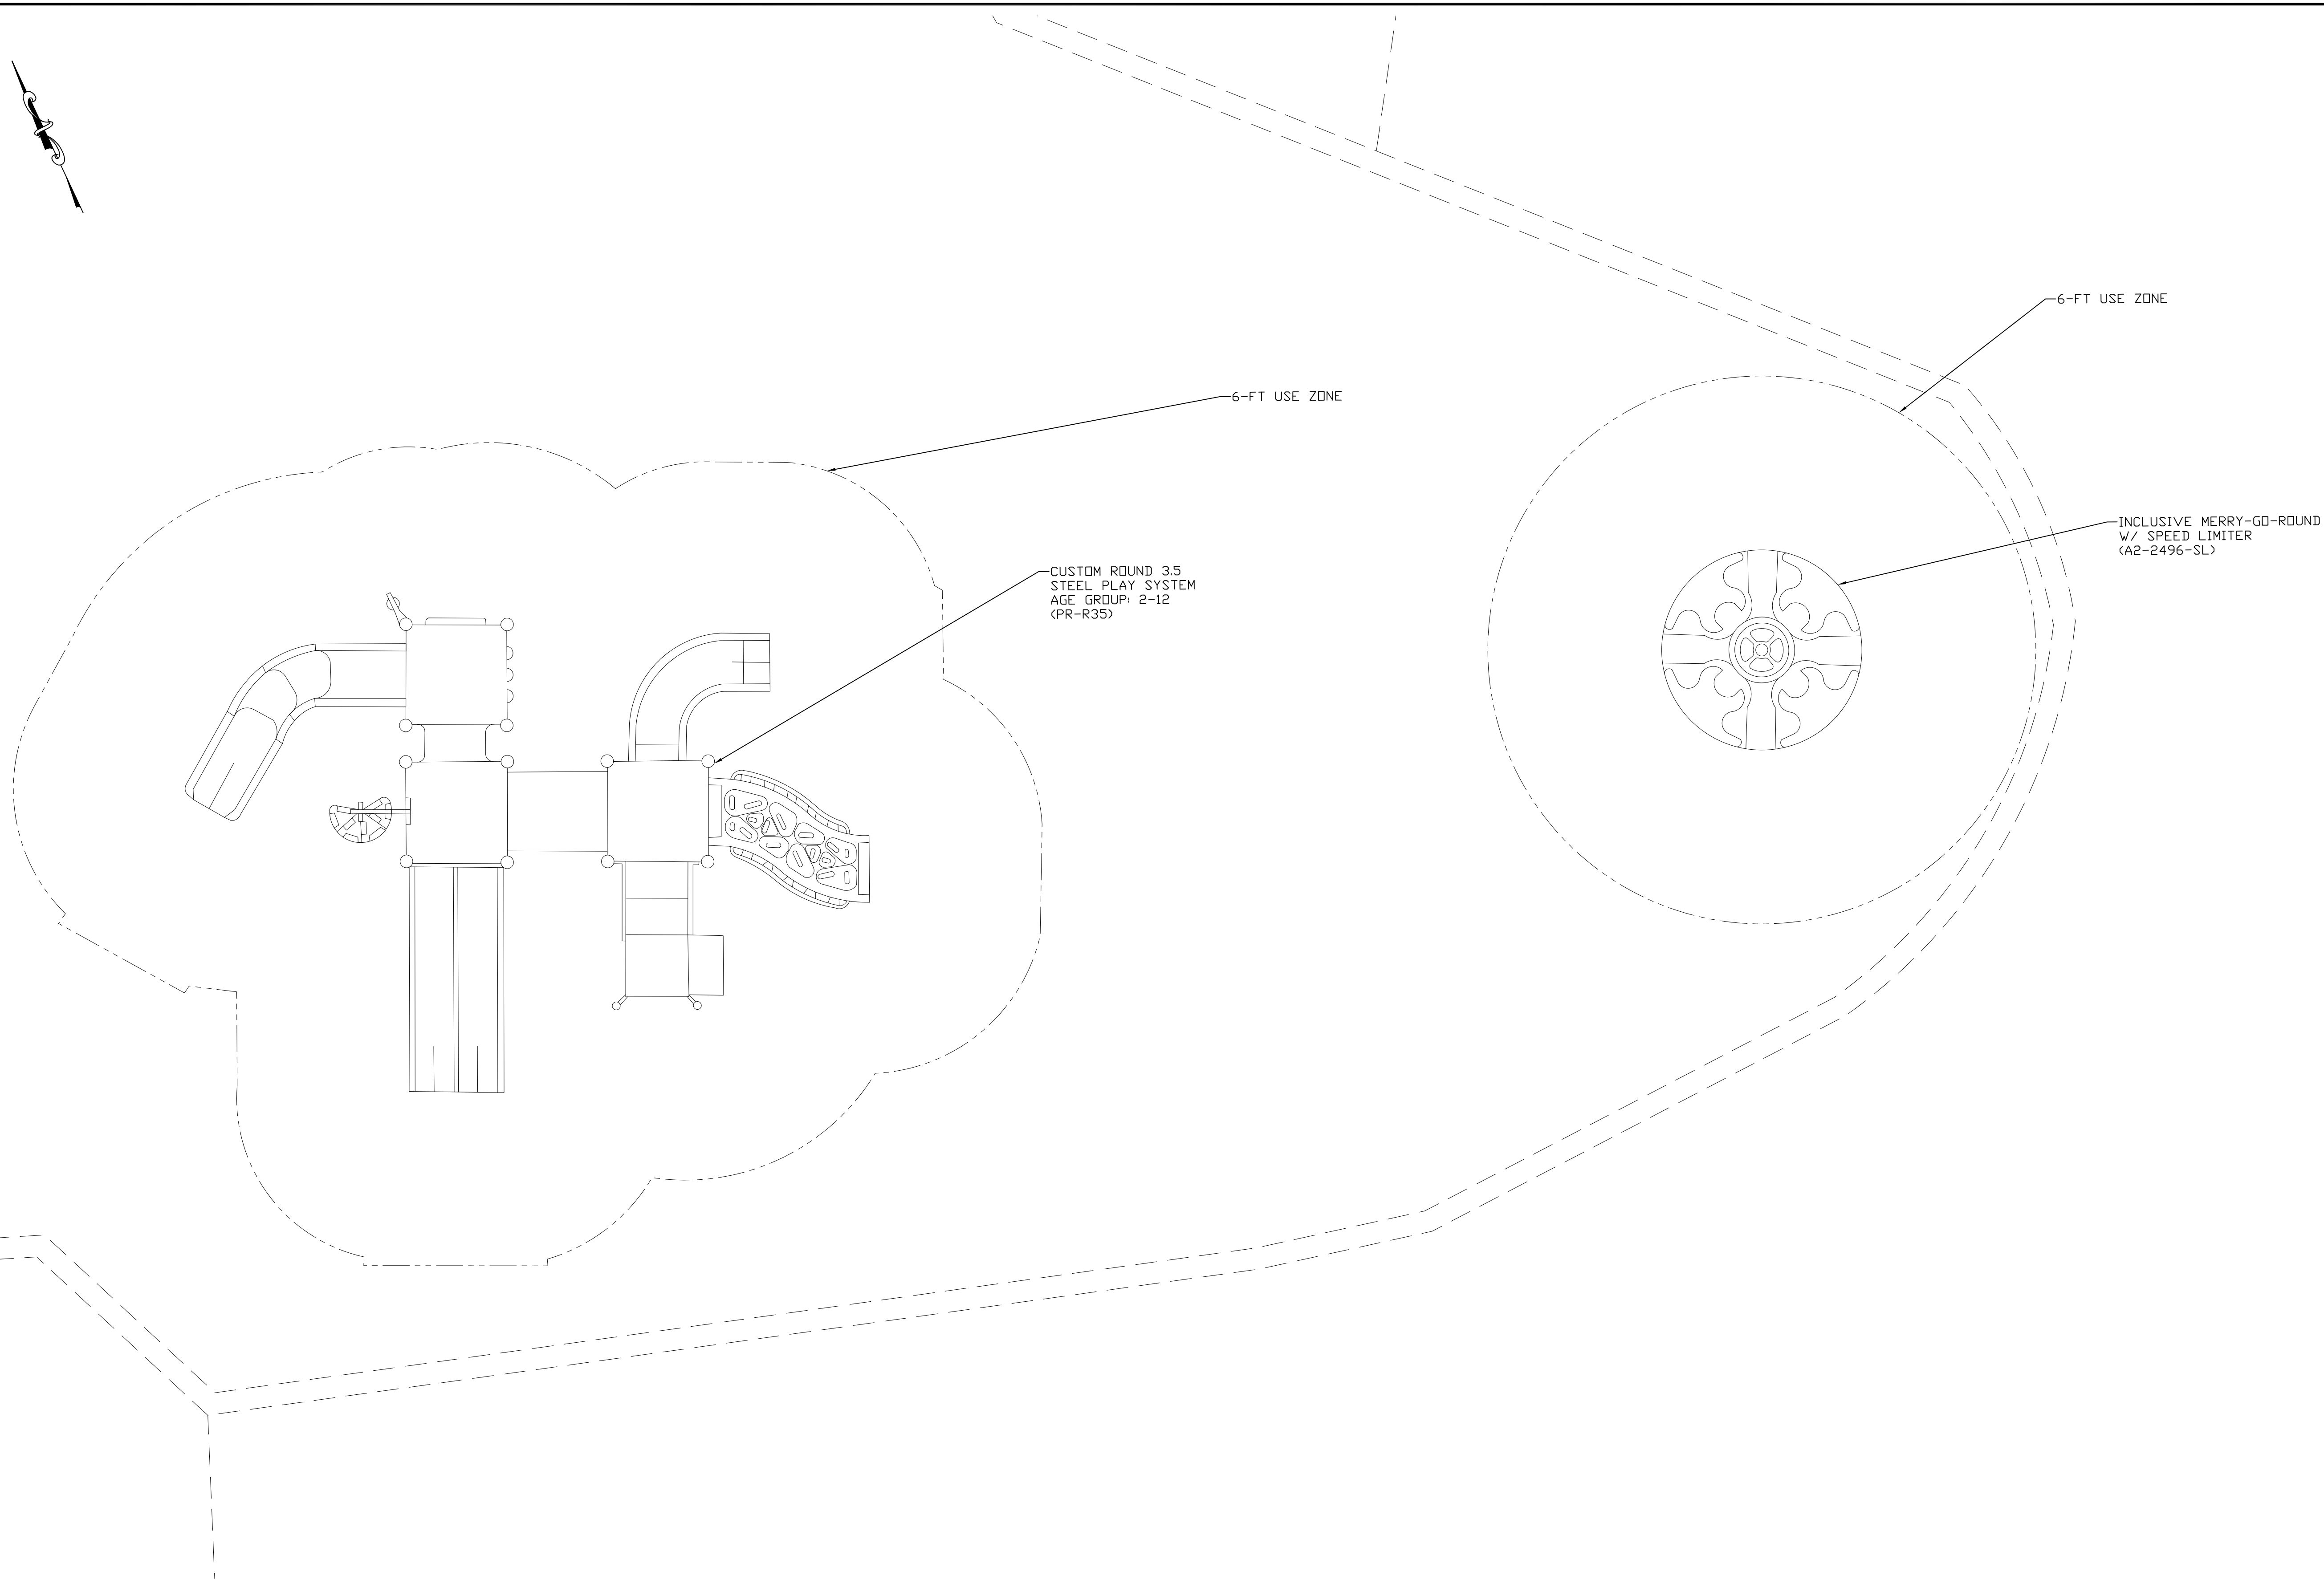 6-FT USE ZONE
6-FT USE ZONE
INCLUSIVE MERRY-GO-ROUND
W/ SPEED LIMITER
(A2-2496-SL)
CUSTOM ROUND 3.5
STEEL PLAY SYSTEM
AGE GROUP: 2-12
(PR-R35)